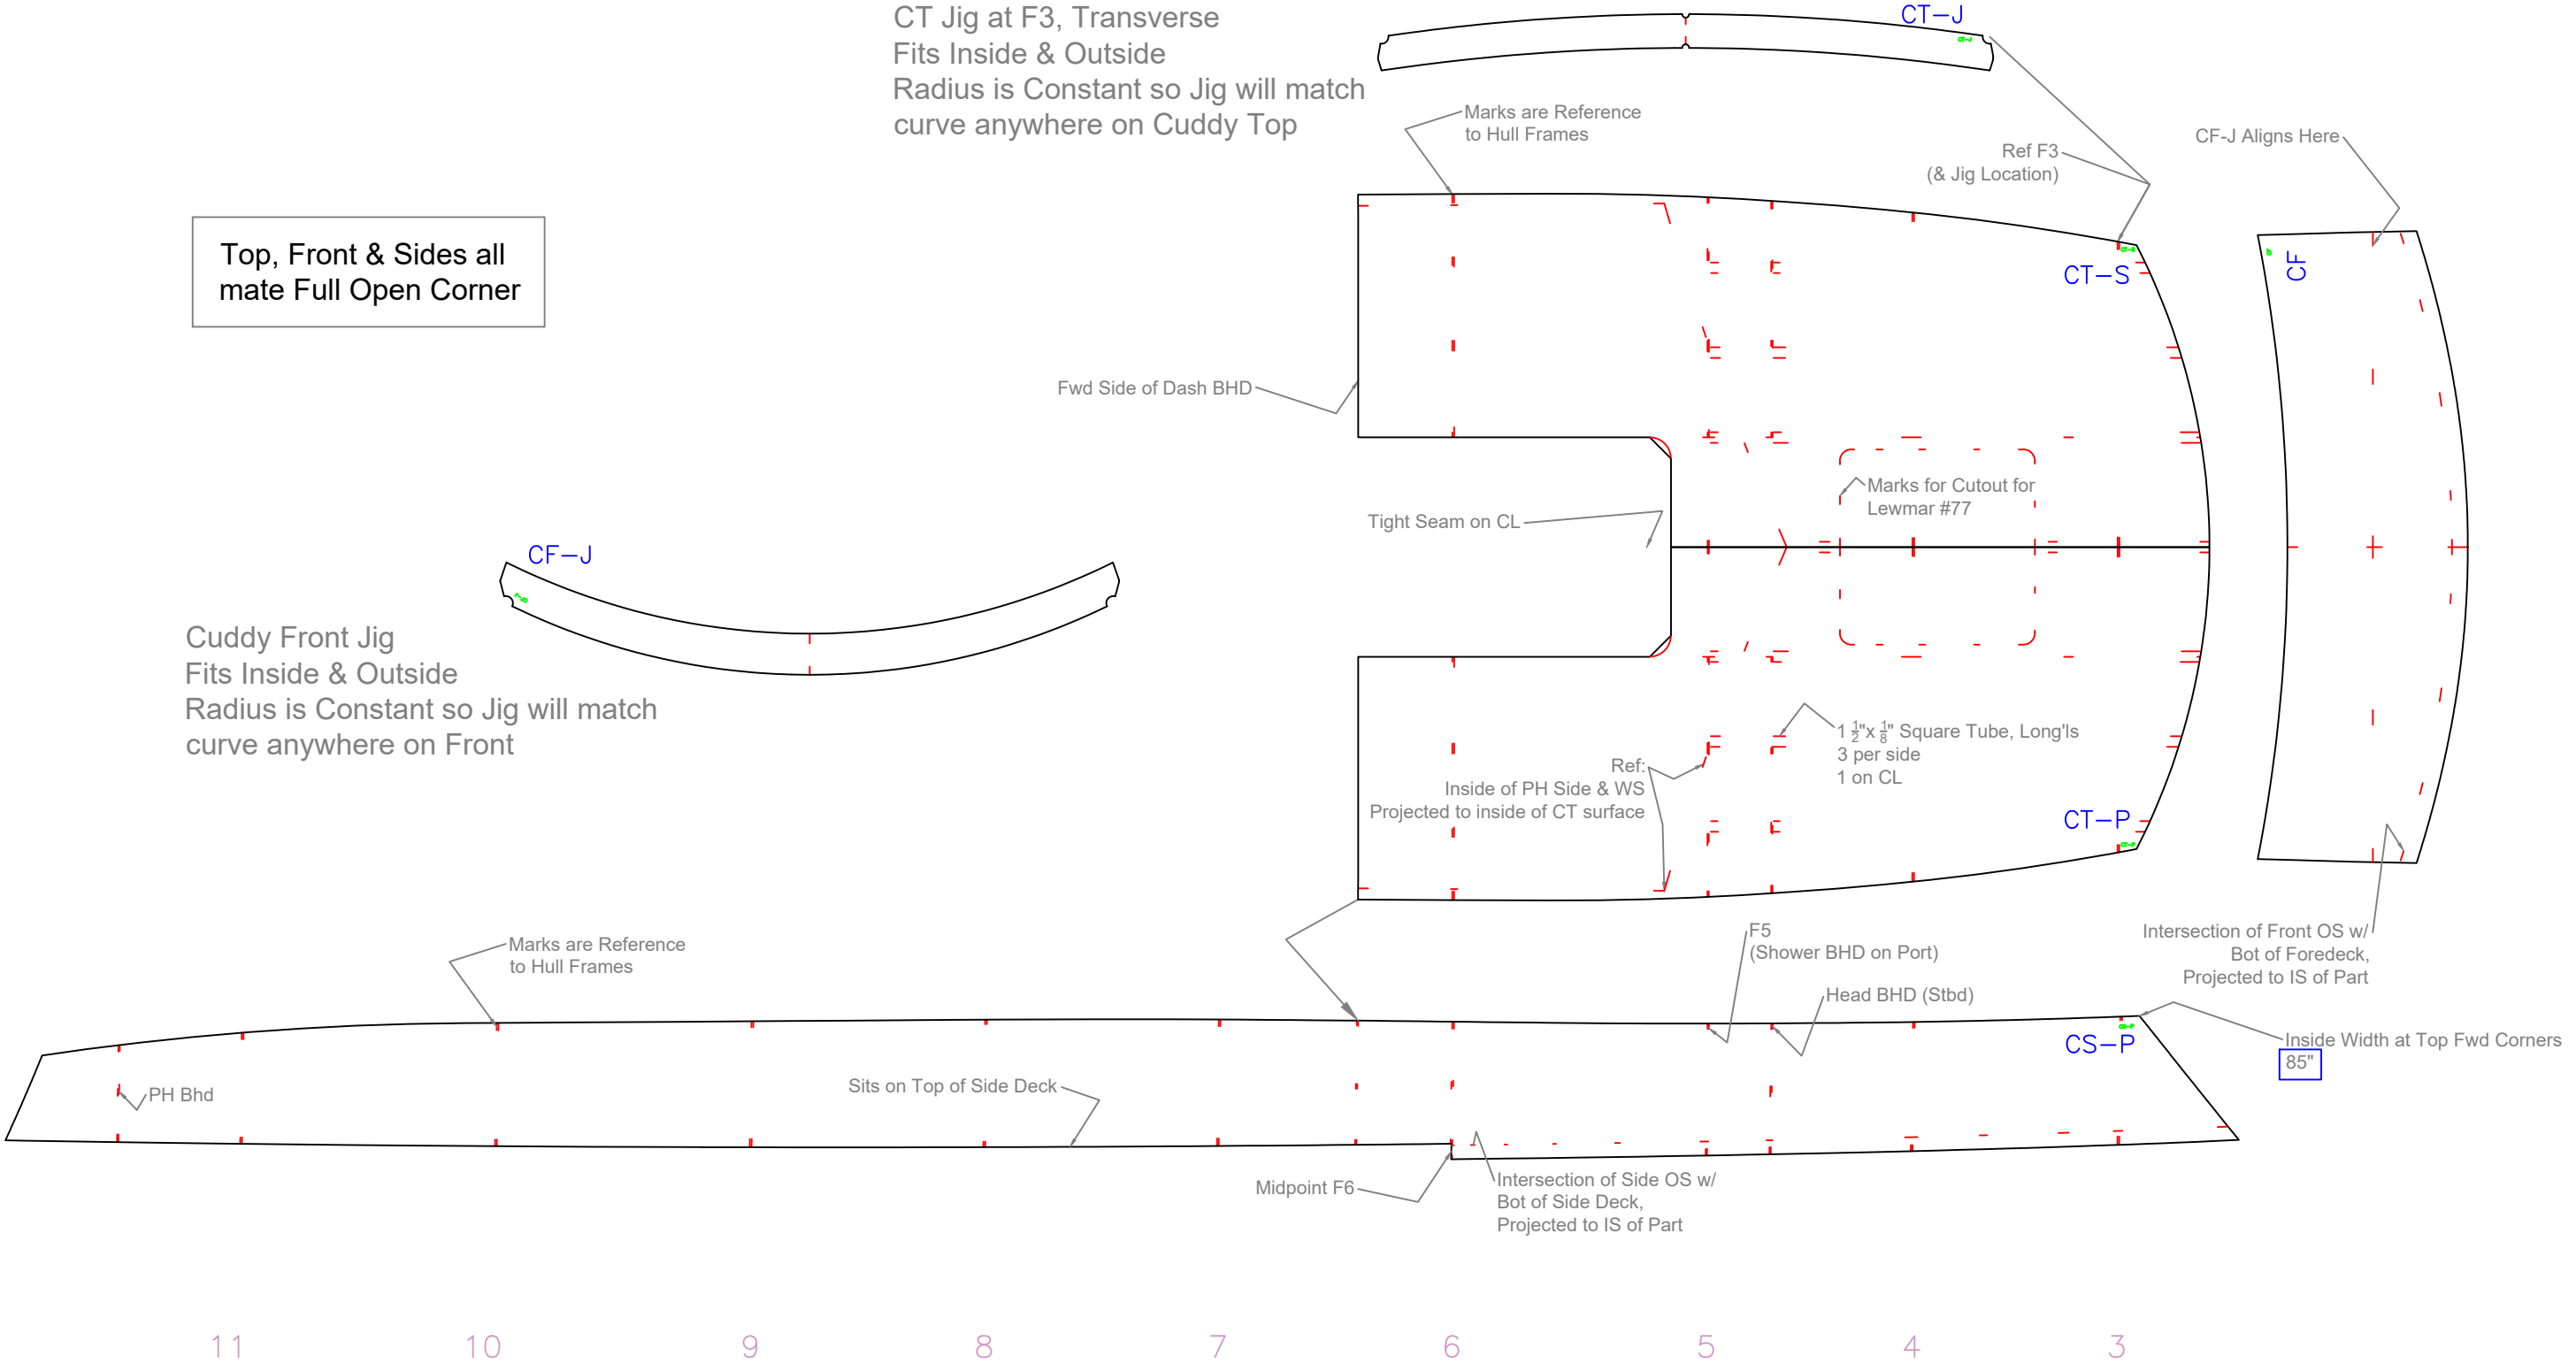 CT Jig at F3, Transverse
Fits Inside & Outside
Radius is Constant so Jig will match
curve anywhere on Cuddy Top
CT-J
Marks are Reference
to Hull Frames
Ref F3
(& Jig Location)
CF-J Aligns Here
Top, Front & Sides all
mate Full Open Corner
CT-S
CF
Fwd Side of Dash BHD
Marks for Cutout for
Lewmar #77
Tight Seam on CL
CF-J
Cuddy Front Jig
Fits Inside & Outside
Radius is Constant so Jig will match
curve anywhere on Front
1 1/2"x 1/8" Square Tube, Long'ls
3 per side
1 on CL
Ref:
Inside of PH Side & WS
Projected to inside of CT surface
CT-P
Marks are Reference
to Hull Frames
F5
(Shower BHD on Port)
Head BHD (Stbd)
Intersection of Front OS w/
Bot of Foredeck,
Projected to IS of Part
CS-P
Inside Width at Top Fwd Corners
85"
PH Bhd
Sits on Top of Side Deck
Midpoint F6
Intersection of Side OS w/
Bot of Side Deck,
Projected to IS of Part
11 10 9 8 7 6 5 4 3